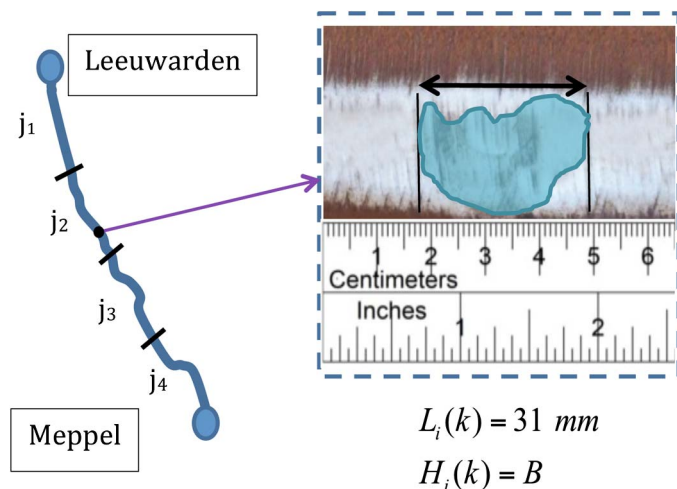 Leeuwarden
j₁
j₂
j₃
j₄
Meppel
1 2 3 4 5 6
Centimeters
Inches
1 2
Lᵢ(k) = 31 mm
Hᵢ(k) = B